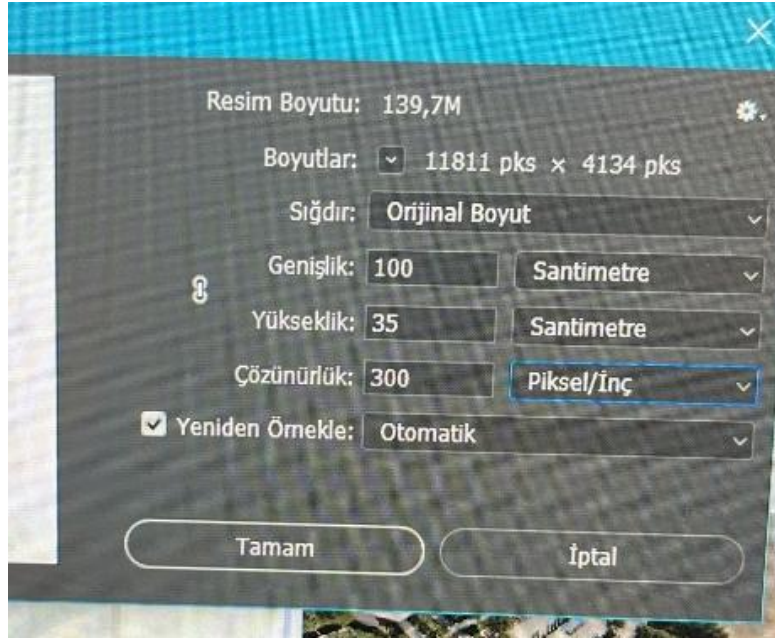 Resim Boyutu: 139,7M
Boyutlar: 11811 pks × 4134 pks
Sığdır: Orijinal Boyut
Genişlik: 100 Santimetre
Yükseklik: 35 Santimetre
Çözünürlük: 300 Piksel/İnç
Yeniden Örnekle: Otomatik
Tamam İptal